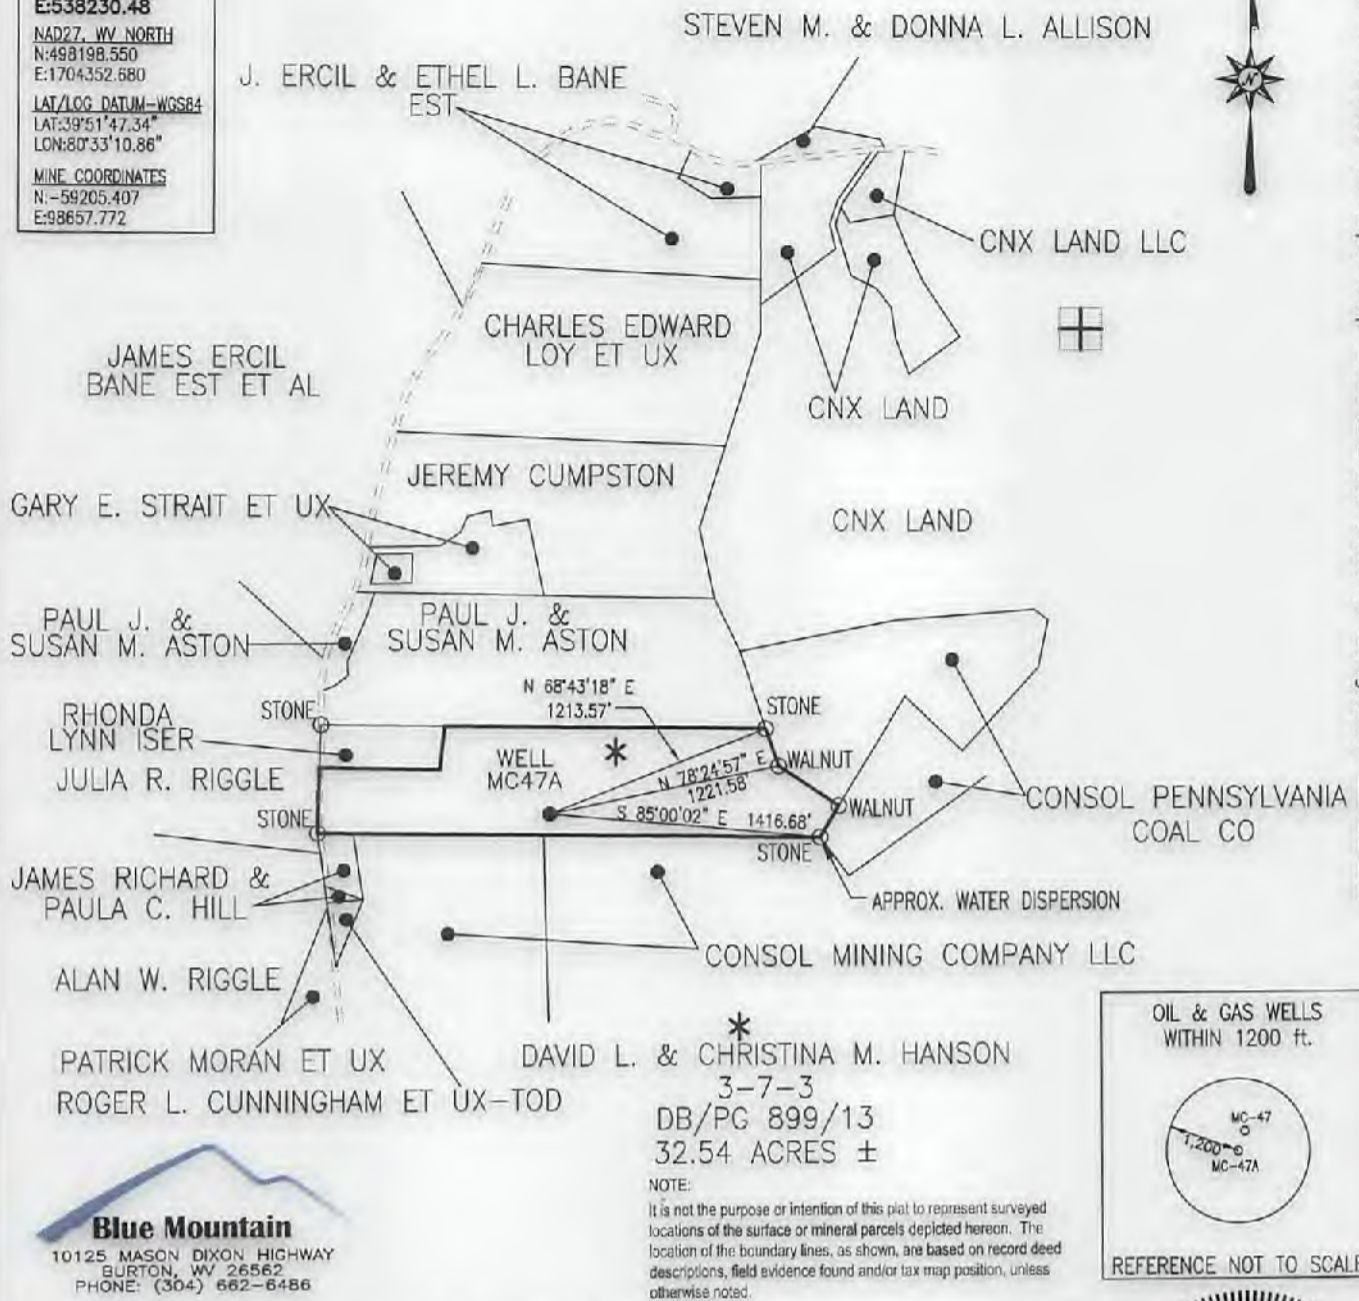 E:538230.48
NAD27, WV NORTH
N:498198.550
E:1704352.680
LAT/LOG DATUM-WGS84
LAT:39°51'47.34"
LON:80°33'10.86"
MINE COORDINATES
N:-59205.407
E:98657.772
STEVEN M. & DONNA L. ALLISON
N
J. ERCIL & ETHEL L. BANE
EST
CNX LAND LLC
CHARLES EDWARD
LOY ET UX
JAMES ERCIL
BANE EST ET AL
CNX LAND
JEREMY CUMPSTON
GARY E. STRAIT ET UX
CNX LAND
PAUL J. &
SUSAN M. ASTON
PAUL J. &
SUSAN M. ASTON
N 68°43'18" E
1213.57'
STONE
STONE
RHONDA
LYNN ISER
WELL
MC47A
*
N 78°24'57" E
1221.58'
WALNUT
JULIA R. RIGGLE
S 85°00'02" E 1416.68'
WALNUT
CONSOL PENNSYLVANIA
COAL CO
STONE
STONE
JAMES RICHARD &
PAULA C. HILL
APPROX. WATER DISPERSION
CONSOL MINING COMPANY LLC
ALAN W. RIGGLE
PATRICK MORAN ET UX
ROGER L. CUNNINGHAM ET UX-TOD
*
DAVID L. & CHRISTINA M. HANSON
3-7-3
DB/PG 899/13
32.54 ACRES ±
NOTE:
It is not the purpose or intention of this plat to represent surveyed
locations of the surface or mineral parcels depicted hereon. The
location of the boundary lines, as shown, are based on record deed
descriptions, field evidence found and/or tax map position, unless
otherwise noted.
OIL & GAS WELLS
WITHIN 1200 ft.
MC-47
1,200'
MC-47A
REFERENCE NOT TO SCALE
Blue Mountain
10125 MASON DIXON HIGHWAY
BURTON, WV 26562
PHONE: (304) 662-6486